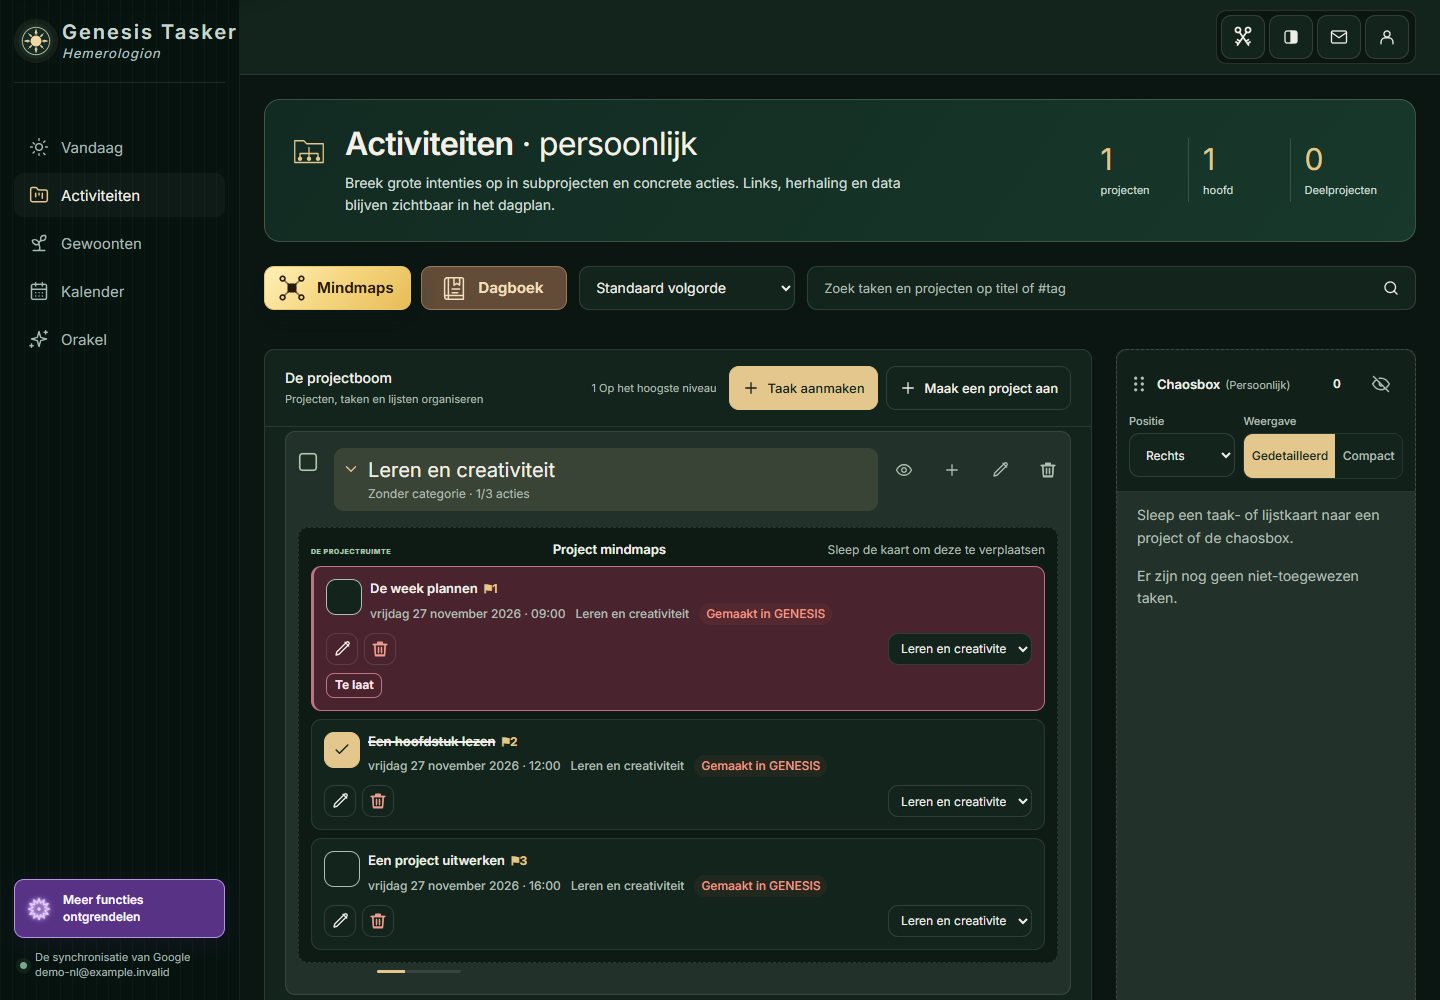 Genesis Tasker
Hemerologion
Vandaag
Activiteiten
Gewoonten
Kalender
Orakel
Meer functies
ontgrendelen
De synchronisatie van Google
demo-nl@example.invalid
Activiteiten · persoonlijk
Breek grote intenties op in subprojecten en concrete acties. Links, herhaling en data
blijven zichtbaar in het dagplan.
1
projecten
1
hoofd
0
Deelprojecten
Mindmaps
Dagboek
Standaard volgorde
Zoek taken en projecten op titel of #tag
De projectboom
Projecten, taken en lijsten organiseren
1 Op het hoogste niveau
Taak aanmaken
Maak een project aan
Leren en creativiteit
Zonder categorie · 1/3 acties
DE PROJECTRUIMTE
Project mindmaps
Sleep de kaart om deze te verplaatsen
De week plannen 1
vrijdag 27 november 2026 · 09:00 Leren en creativiteit Gemaakt in GENESIS
Leren en creativite
Te laat
Een hoofdstuk lezen 2
vrijdag 27 november 2026 · 12:00 Leren en creativiteit Gemaakt in GENESIS
Leren en creativite
Een project uitwerken 3
vrijdag 27 november 2026 · 16:00 Leren en creativiteit Gemaakt in GENESIS
Leren en creativite
Chaosbox (Persoonlijk) 0
Positie
Weergave
Rechts
Gedetailleerd
Compact
Sleep een taak- of lijstkaart naar een
project of de chaosbox.
Er zijn nog geen niet-toegewezen
taken.